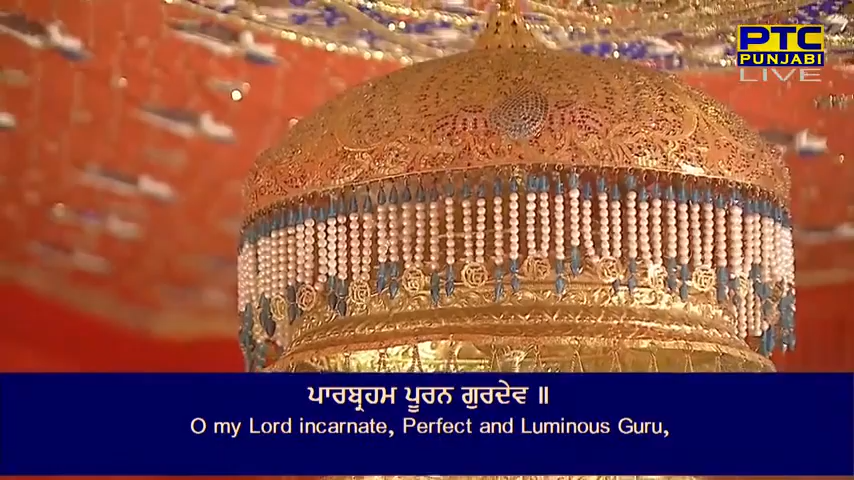 PTC
PUNJABI
LIVE
ਪਾਰਬ੍ਰਹਮ ਪੂਰਨ ਗੁਰਦੇਵ ॥
O my Lord incarnate, Perfect and Luminous Guru,